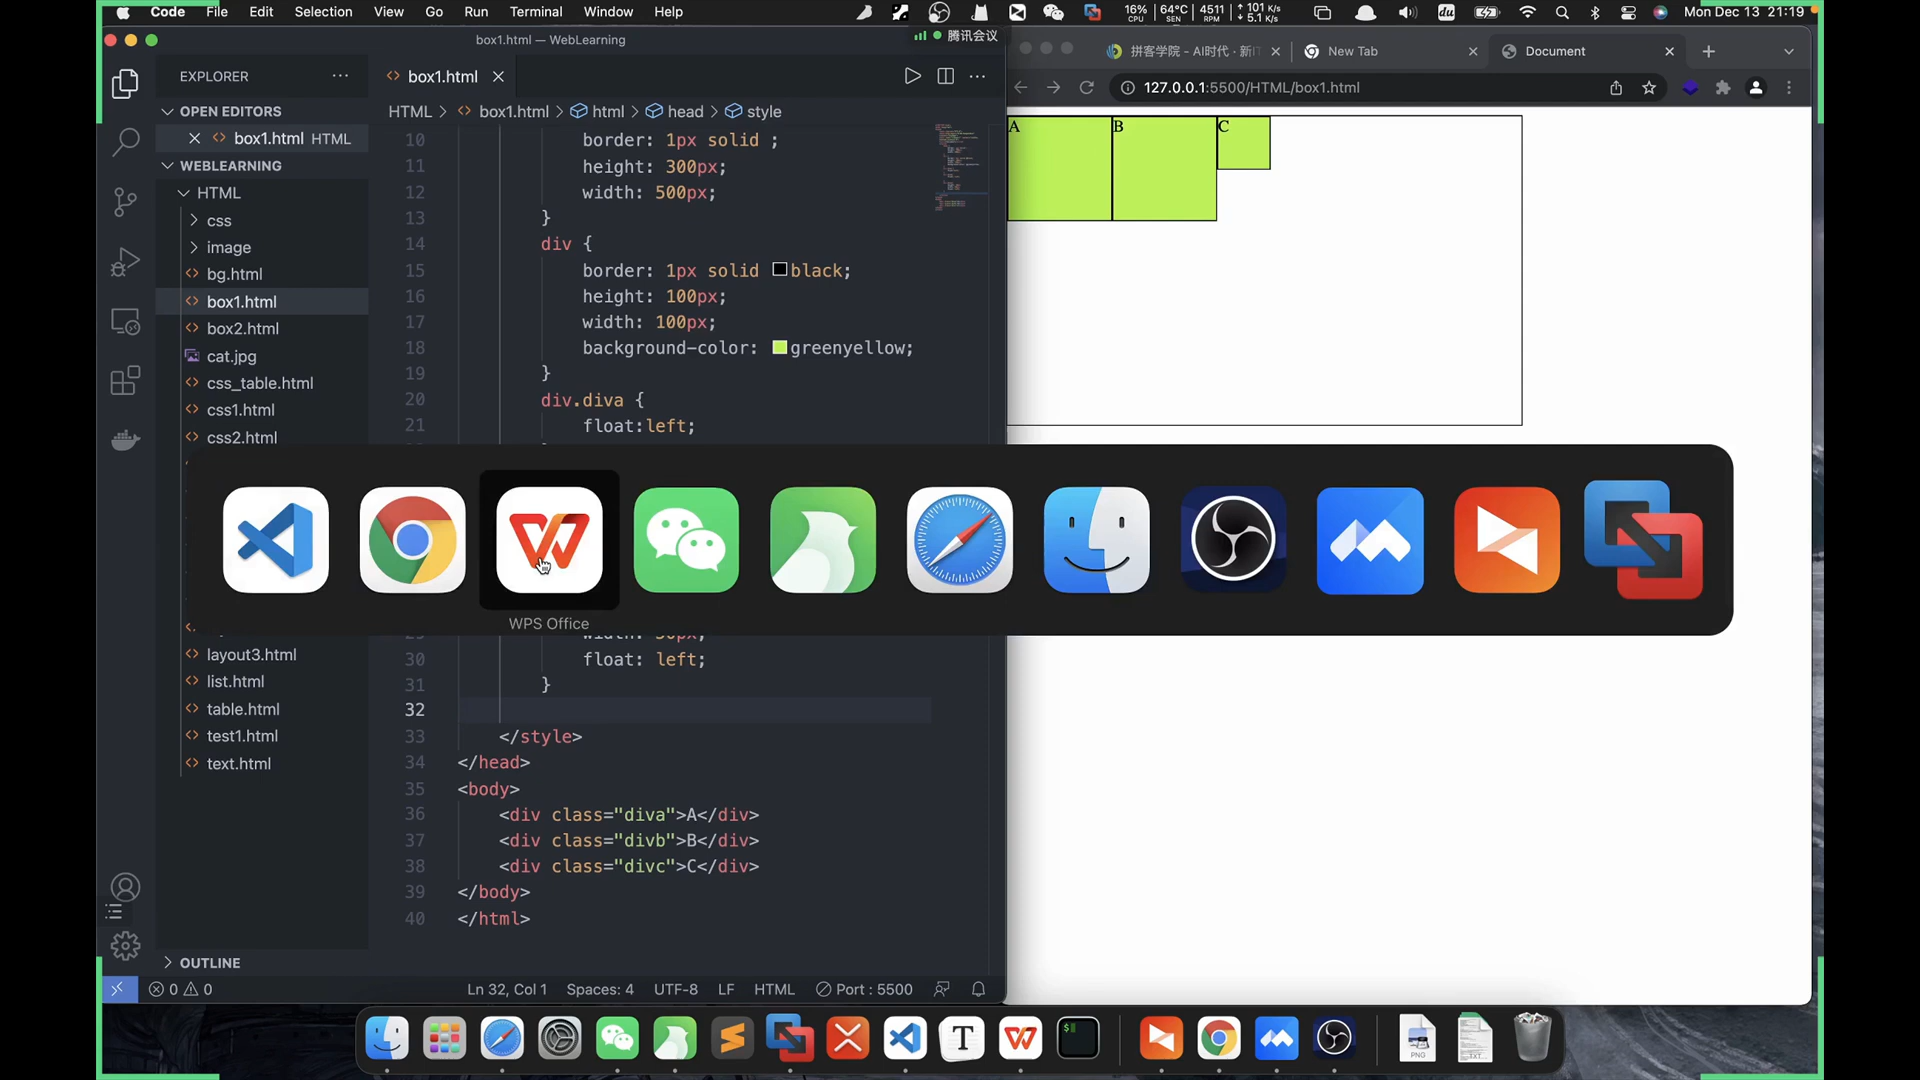 Code File Edit Selection View Go Run Terminal Window Help
16% CPU 64°C SEN 4511 RPM ↑ 101 K/s ↓ 5.1 K/s du Mon Dec 13 21:19
box1.html — WebLearning
腾讯会议
EXPLORER
box1.html
拼客学院 - AI时代 · 新IT
New Tab
Document
127.0.0.1:5500/HTML/box1.html
OPEN EDITORS
box1.html HTML
WEBLEARNING
HTML
css
image
bg.html
box1.html
box2.html
cat.jpg
css_table.html
css1.html
css2.html
layout3.html
list.html
table.html
test1.html
text.html
OUTLINE
HTML > box1.html > html > head > style
10 border: 1px solid ;
11 height: 300px;
12 width: 500px;
13 }
14 div {
15 border: 1px solid black;
16 height: 100px;
17 width: 100px;
18 background-color: greenyellow;
19 }
20 div.diva {
21 float:left;
30 float: left;
31 }
32
33 </style>
34 </head>
35 <body>
36 <div class="diva">A</div>
37 <div class="divb">B</div>
38 <div class="divc">C</div>
39 </body>
40 </html>
A B C
WPS Office
0 0 Ln 32, Col 1 Spaces: 4 UTF-8 LF HTML Port : 5500
T
$
PNG
TXT